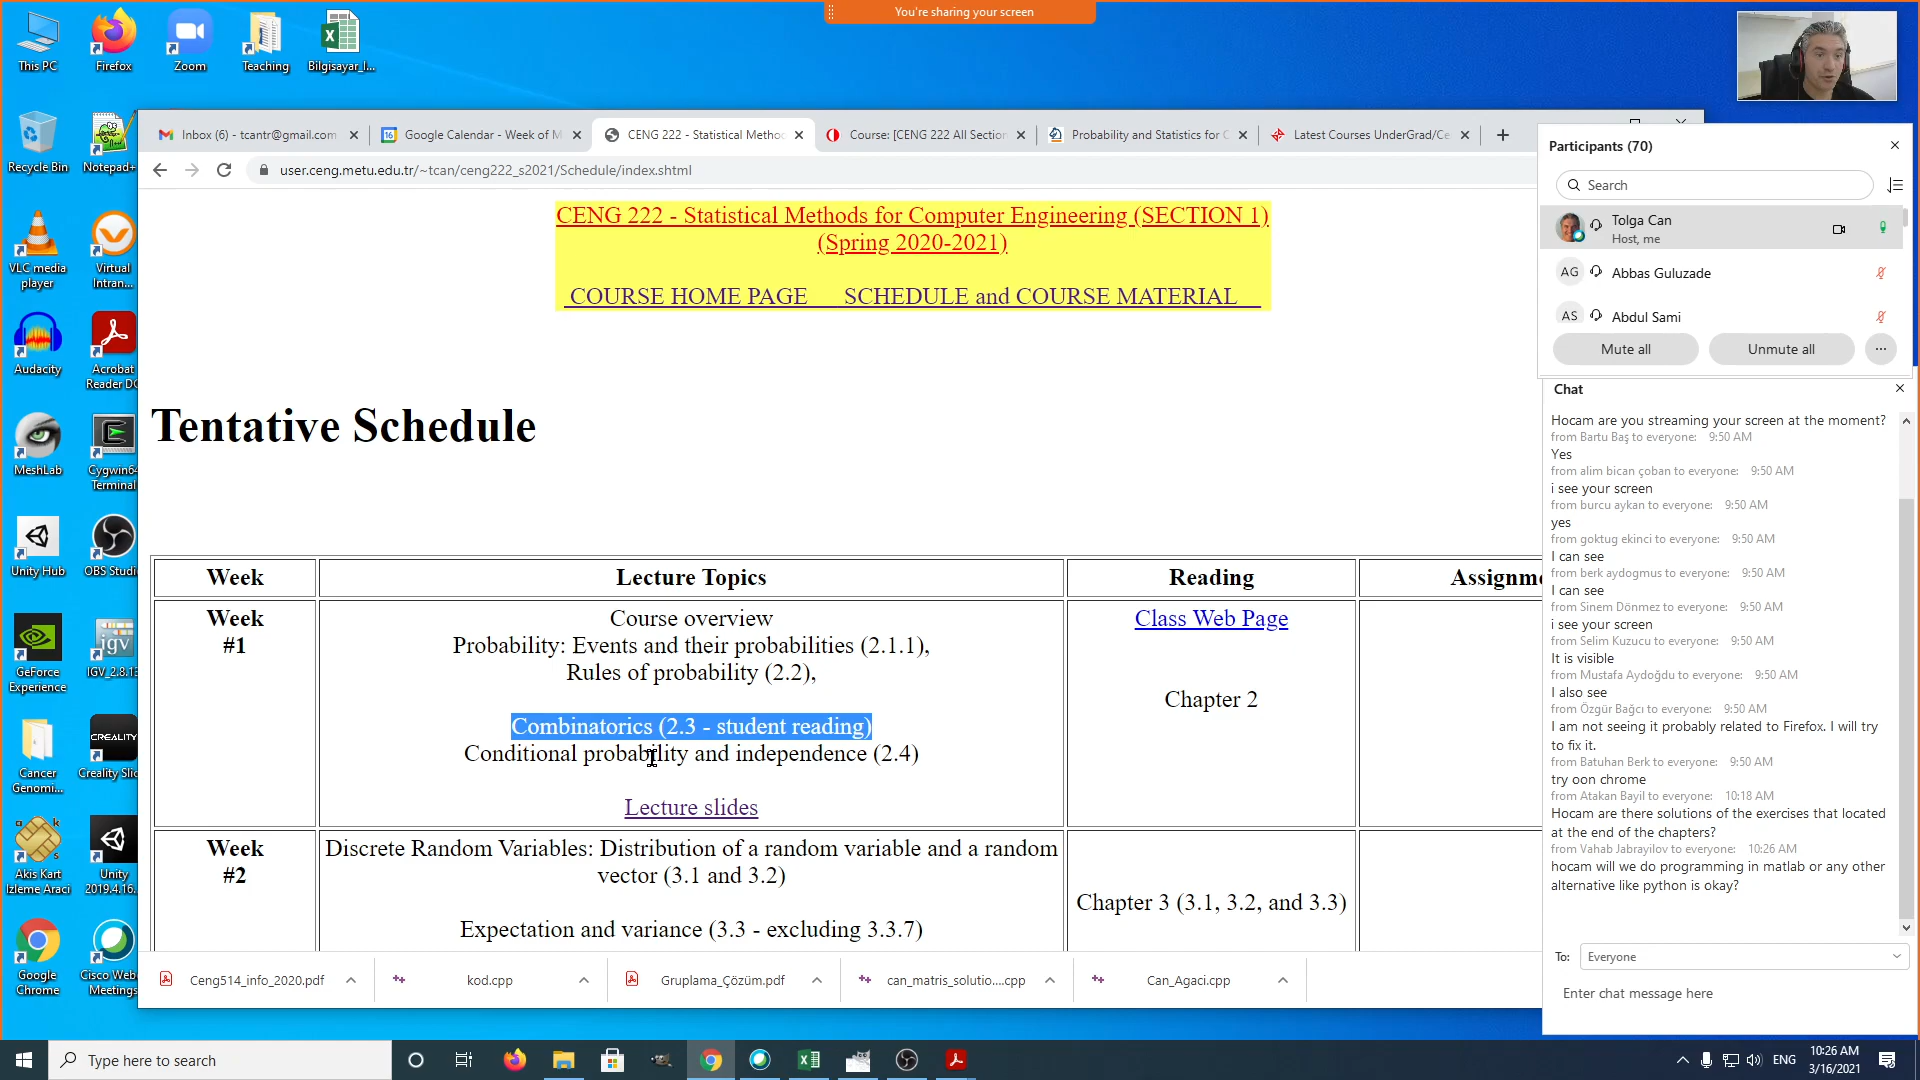 You're sharing your screen
This PC
Firefox
Zoom
Teaching
Bilgisayar_I...
Recycle Bin
Notepad+
VLC media
player
Virtual
Intran...
Audacity
Acrobat
Reader DC
MeshLab
Cygwin64
Terminal
Unity Hub
OBS Studi
GeForce
Experience
IGV_2.8.13
Cancer
Genomi...
Creality Slic
Akis Kart
Izleme Araci
Unity
2019.4.16...
Google
Chrome
Cisco Web
Meetings
Inbox (6) - tcantr@gmail.com
Google Calendar - Week of M
CENG 222 - Statistical Metho
Course: [CENG 222 All Section
Probability and Statistics for C
Latest Courses UnderGrad/Ce
user.ceng.metu.edu.tr/~tcan/ceng222_s2021/Schedule/index.shtml
CENG 222 - Statistical Methods for Computer Engineering (SECTION 1)
(Spring 2020-2021)
COURSE HOME PAGE SCHEDULE and COURSE MATERIAL
Tentative Schedule
Week Lecture Topics Reading Assignme
Week
#1
Course overview
Probability: Events and their probabilities (2.1.1),
Rules of probability (2.2),
Combinatorics (2.3 - student reading)
Conditional probability and independence (2.4)
Lecture slides
Class Web Page
Chapter 2
Week
#2
Discrete Random Variables: Distribution of a random variable and a random
vector (3.1 and 3.2)
Expectation and variance (3.3 - excluding 3.3.7)
Chapter 3 (3.1, 3.2, and 3.3)
Ceng514_info_2020.pdf
kod.cpp
Gruplama_Çözüm.pdf
can_matris_solutio....cpp
Can_Agaci.cpp
Participants (70)
Search
Tolga Can
Host, me
AG Abbas Guluzade
AS Abdul Sami
Mute all
Unmute all
Chat
Hocam are you streaming your screen at the moment?
from Bartu Baş to everyone: 9:50 AM
Yes
from alim bican çoban to everyone: 9:50 AM
i see your screen
from burcu aykan to everyone: 9:50 AM
yes
from goktug ekinci to everyone: 9:50 AM
I can see
from berk aydogmus to everyone: 9:50 AM
I can see
from Sinem Dönmez to everyone: 9:50 AM
i see your screen
from Selim Kuzucu to everyone: 9:50 AM
It is visible
from Mustafa Aydoğdu to everyone: 9:50 AM
I also see
from Özgür Bağcı to everyone: 9:50 AM
I am not seeing it probably related to Firefox. I will try
to fix it.
from Batuhan Berk to everyone: 9:50 AM
try oon chrome
from Atakan Bayil to everyone: 10:18 AM
Hocam are there solutions of the exercises that located
at the end of the chapters?
from Vahab Jabrayilov to everyone: 10:26 AM
hocam will we do programming in matlab or any other
alternative like python is okay?
To: Everyone
Enter chat message here
Type here to search
ENG
10:26 AM
3/16/2021